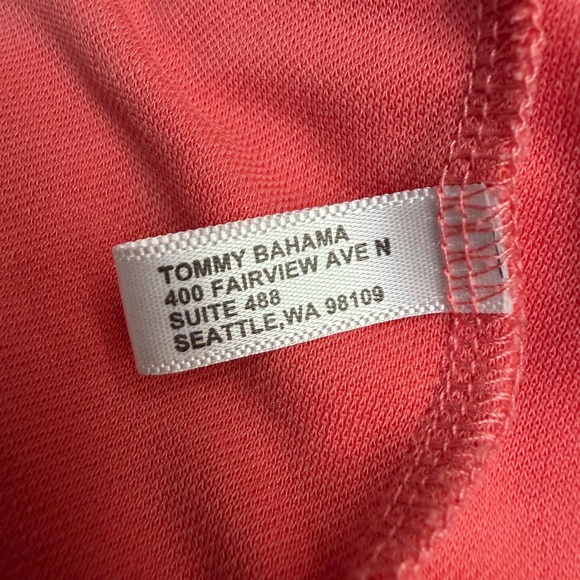 TOMMY BAHAMA
400 FAIRVIEW AVE N
SUITE 488
SEATTLE,WA 98109